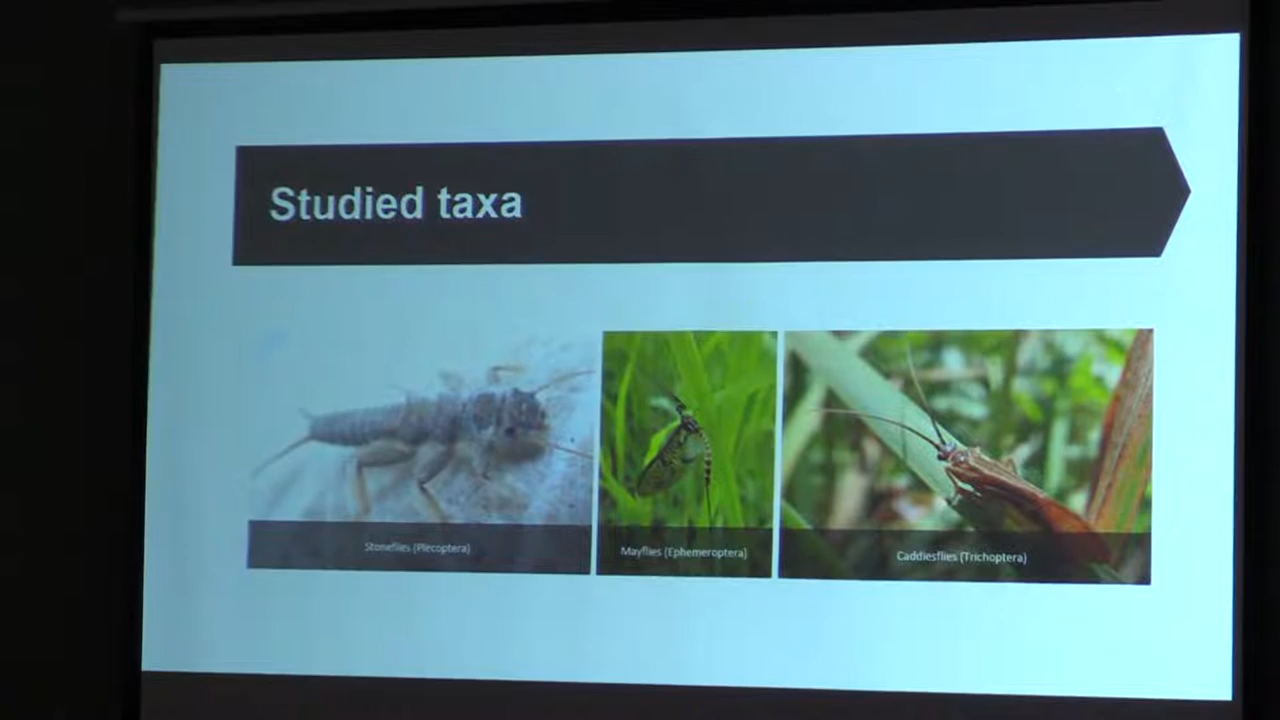 Studied taxa
Stoneflies (Plecoptera)
Mayflies (Ephemeroptera)
Caddiesflies (Trichoptera)